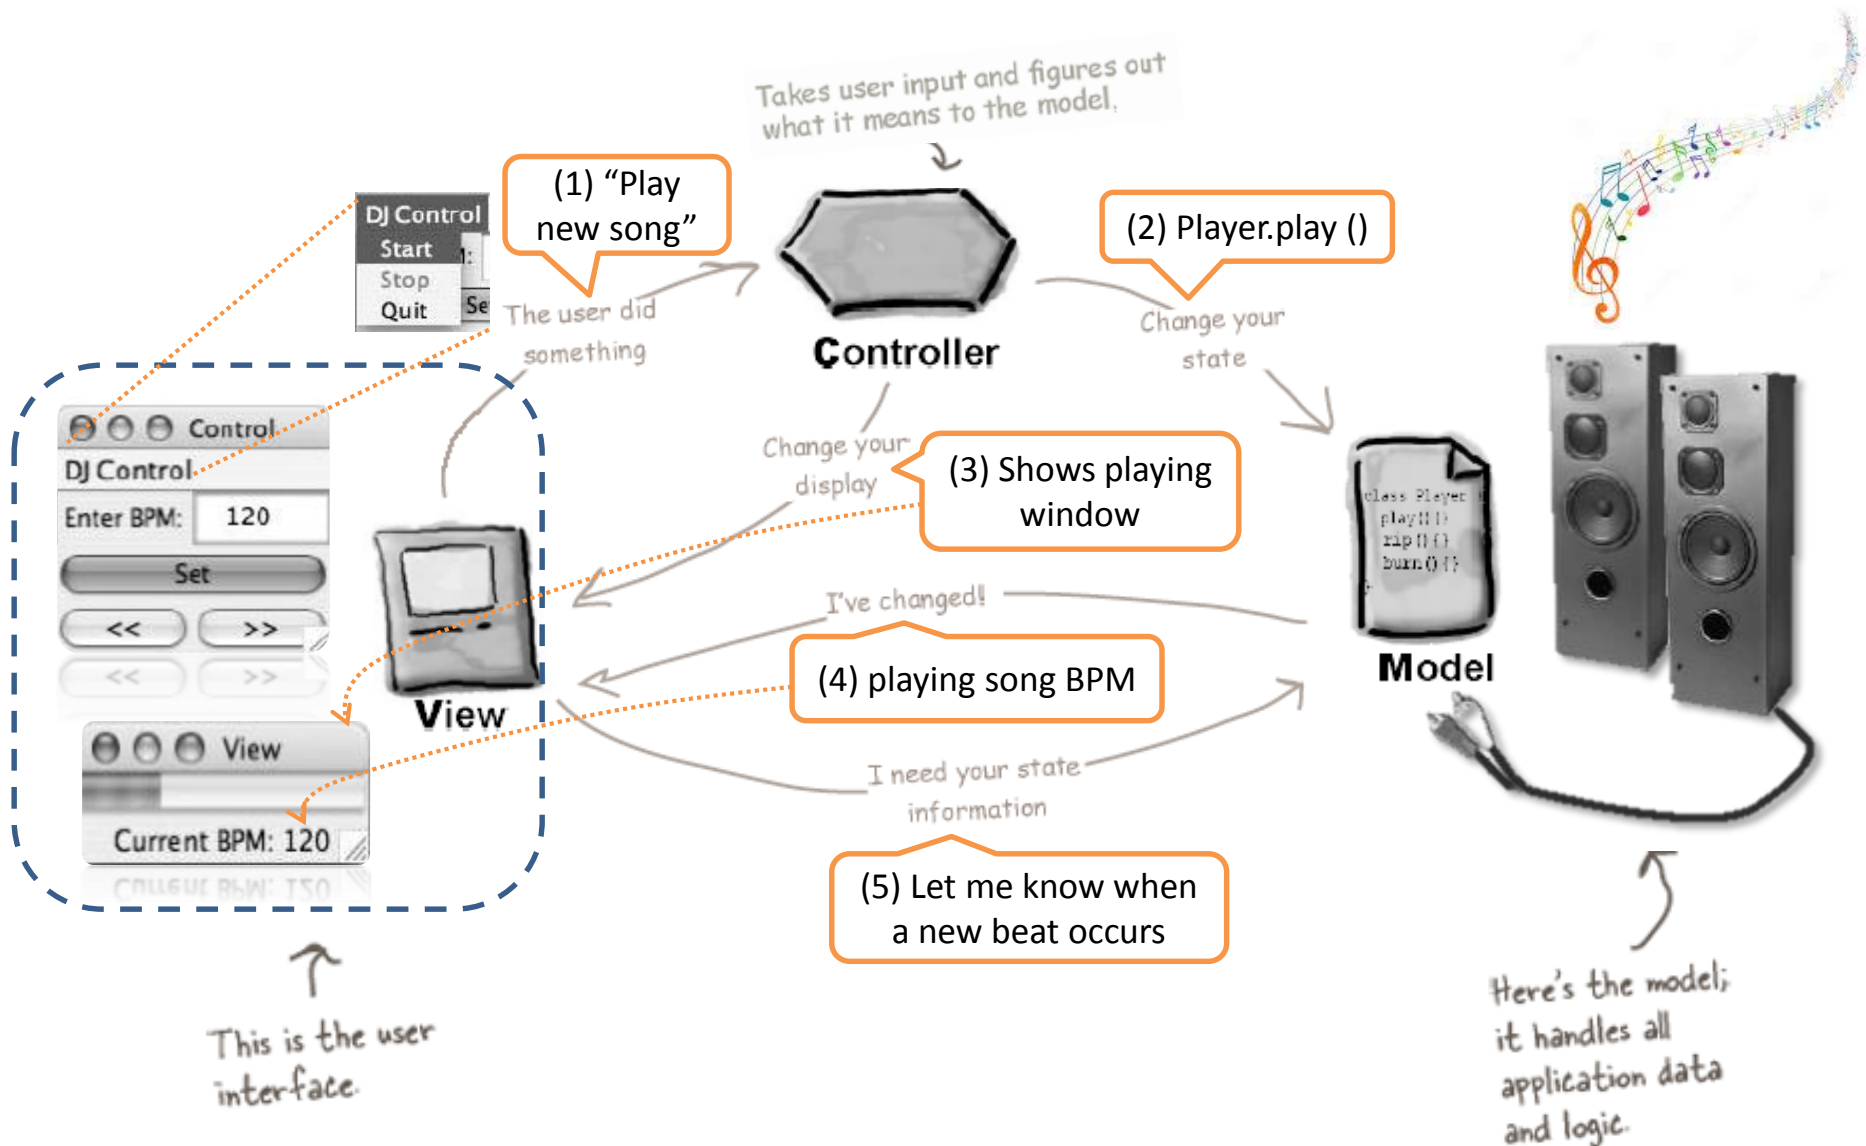 Takes user input and figures out
what it means to the model.
(1) “Play
new song”
DJ Control
Start
Stop
Quit
Se
(2) Player.play ()
The user did
something
Controller
Change your
state
Control
DJ Control
Enter BPM: 120
Set
<< >>
<< >>
Change your
display
(3) Shows playing
window
class Player {
play(){}
rip(){}
burn(){}
}
I've changed!
(4) playing song BPM
Model
View
View
Current BPM: 120
Current BPM: 120
I need your state
information
(5) Let me know when
a new beat occurs
This is the user
interface.
Here's the model;
it handles all
application data
and logic.